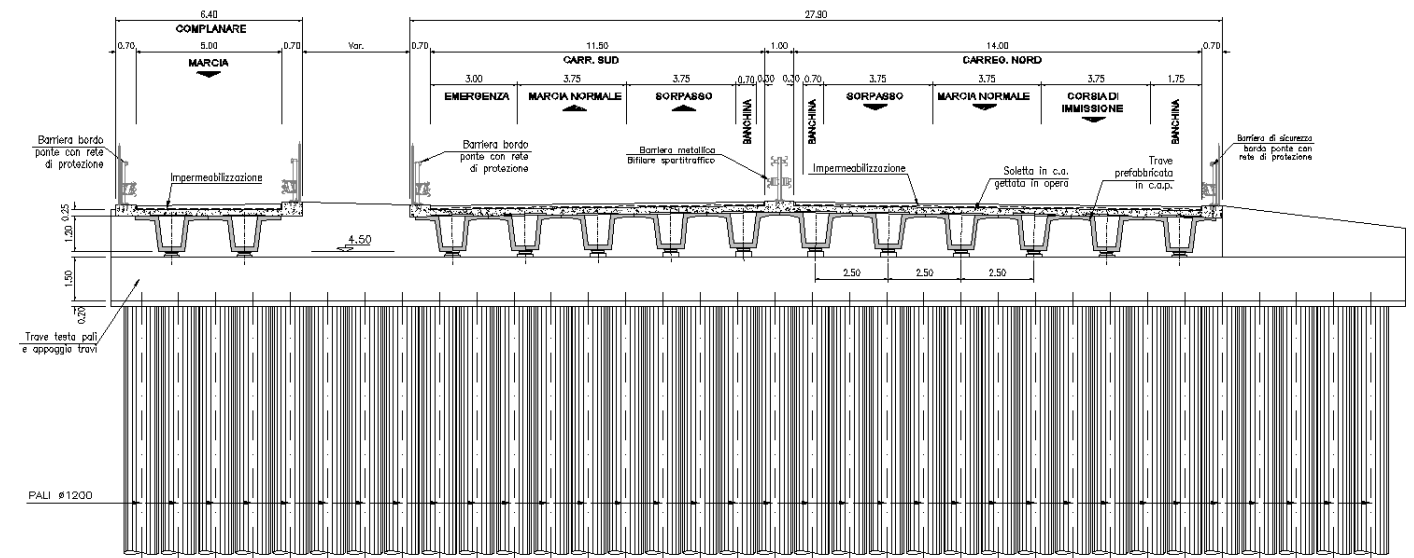 6.40
27.90
COMPLANARE
0.70
5.00
0.70
Var.
0.70
11.50
1.00
14.00
0.70
MARCIA
CARR. SUD
CARREG. NORD
3.00
3.75
3.75
0.70
0.30
0.30
0.70
3.75
3.75
3.75
1.75
EMERGENZA
MARCIA NORMALE
SORPASSO
BANCHINA
BANCHINA
SORPASSO
MARCIA NORMALE
CORSIA DI
IMMISSIONE
BANCHINA
Barriera bordo
ponte con rete
di protezione
Impermeabilizzazione
Barriera bordo
ponte con rete
di protezione
Barriera metallica
Bifilare spartitraffico
Impermeabilizzazione
Soletta in c.a.
gettata in opera
Trave
prefabbricata
in c.a.p.
Barriera di sicurezza
bordo ponte con
rete di protezione
0.25
1.20
4.50
1.50
0.20
2.50
2.50
2.50
Trave testa pali
e appoggio travi
PALI ø1200